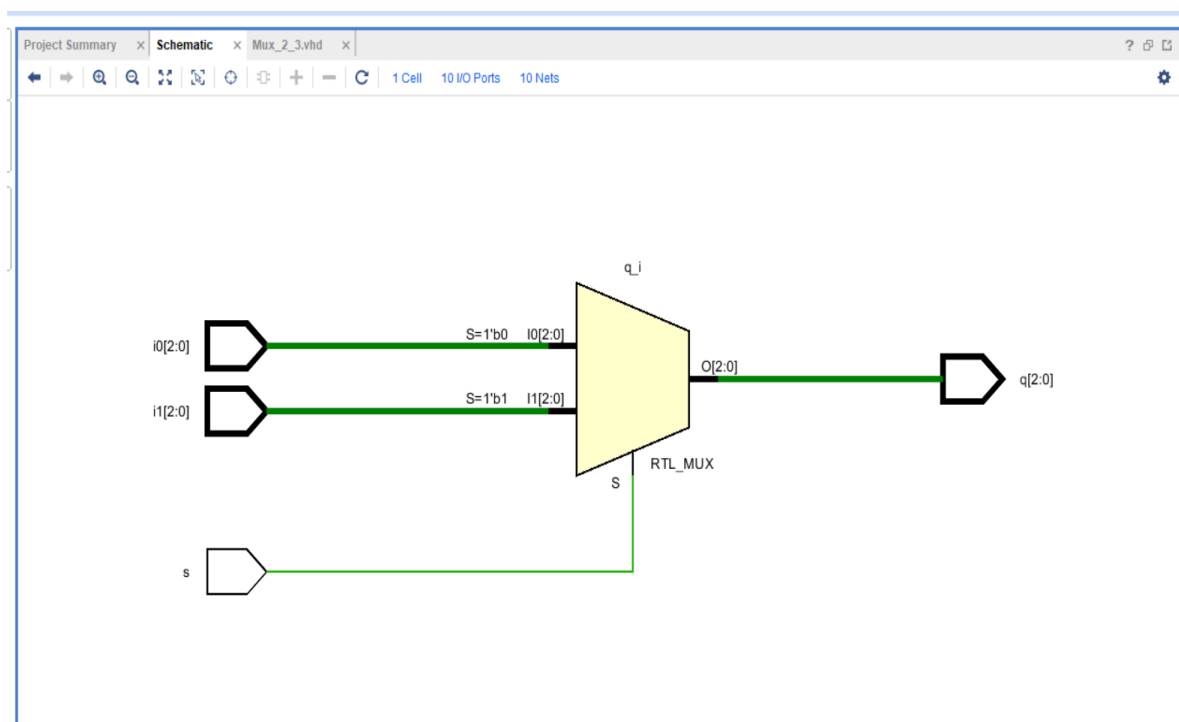 Project Summary × Schematic × Mux_2_3.vhd ×
?
1 Cell 10 I/O Ports 10 Nets
q_i
i0[2:0] S=1'b0 I0[2:0]
O[2:0] q[2:0]
i1[2:0] S=1'b1 I1[2:0]
RTL_MUX
S
s